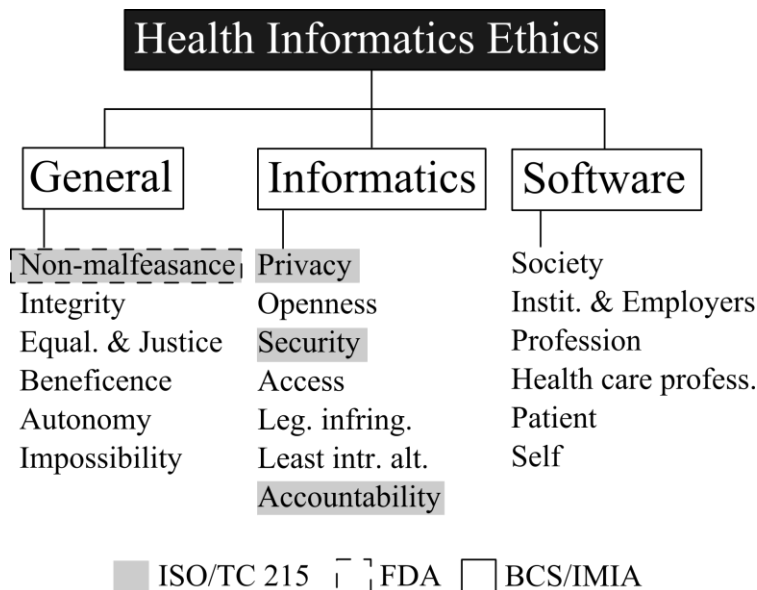 Health Informatics Ethics
General
Informatics
Software
Non-malfeasance
Integrity
Equal. & Justice
Beneficence
Autonomy
Impossibility
Privacy
Openness
Security
Access
Leg. infring.
Least intr. alt.
Accountability
Society
Instit. & Employers
Profession
Health care profess.
Patient
Self
ISO/TC 215
FDA
BCS/IMIA